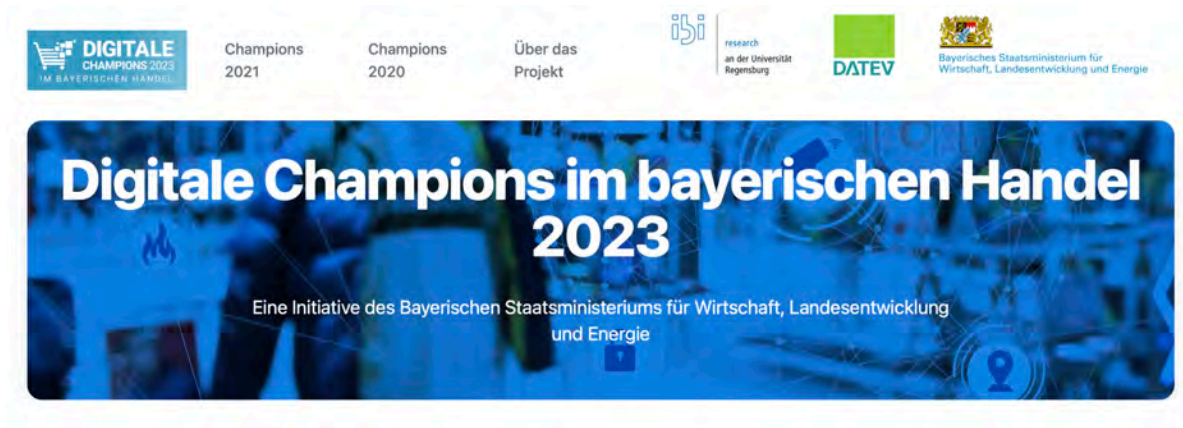 DIGITALE
CHAMPIONS 2023
IM BAYERISCHEN HANDEL
Champions
2021
Champions
2020
Über das
Projekt
ibi
research
an der Universität
Regensburg
DATEV
Bayerisches Staatsministerium für
Wirtschaft, Landesentwicklung und Energie
Digitale Champions im bayerischen Handel
2023
Eine Initiative des Bayerischen Staatsministeriums für Wirtschaft, Landesentwicklung
und Energie